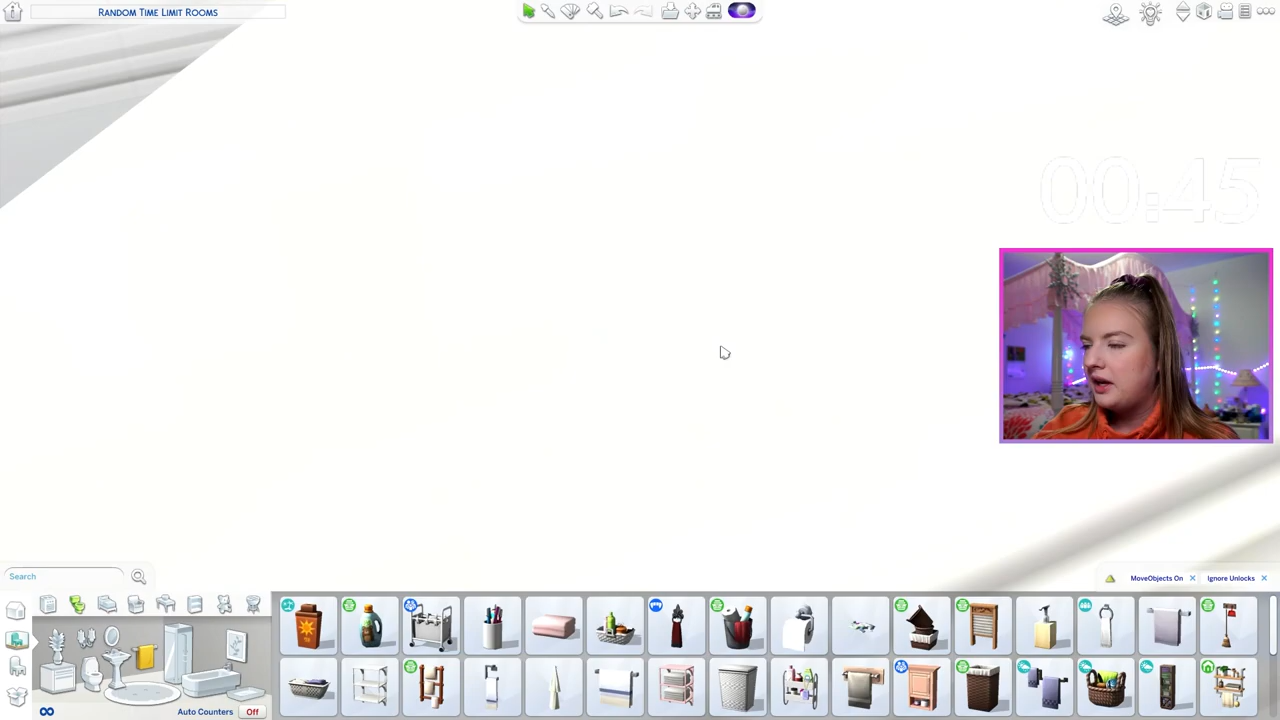 Random Time Limit Rooms
00:45
Search
MoveObjects On
Ignore Unlocks
Auto Counters
Off